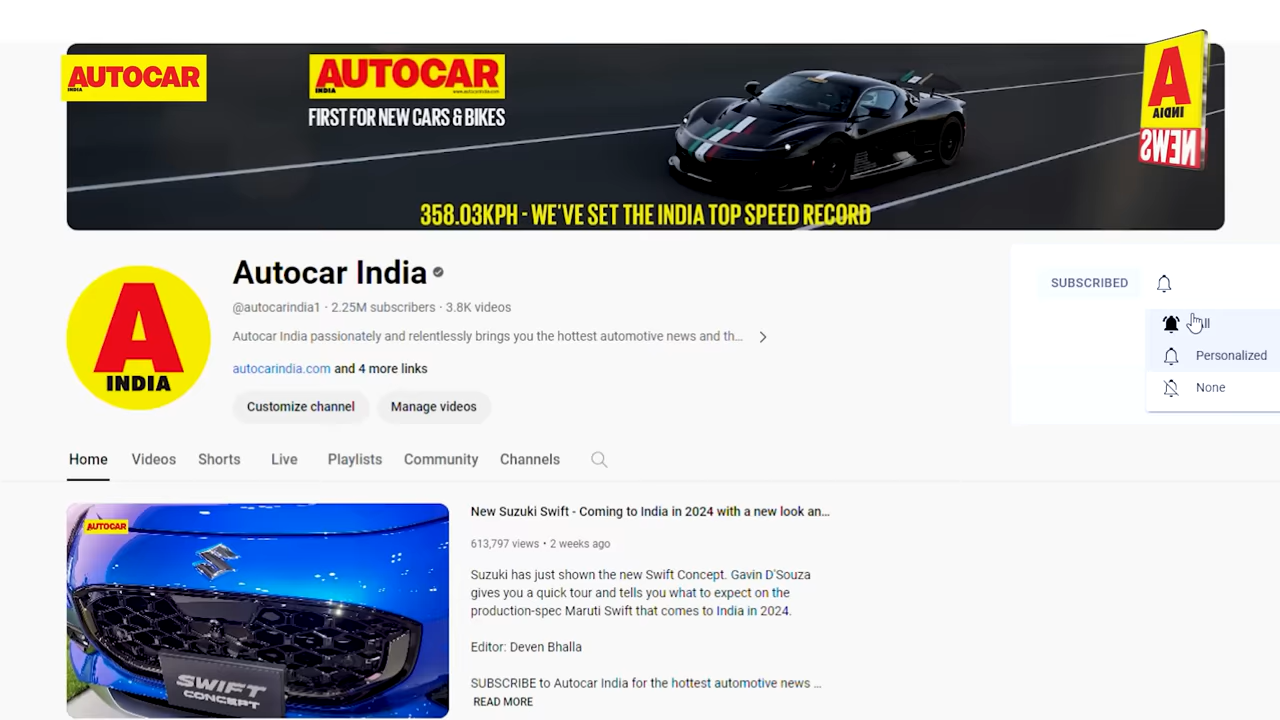 AUTOCAR
INDIA
AUTOCAR
INDIA www.autocarindia.com
FIRST FOR NEW CARS & BIKES
A
INDIA
NEWS
358.03KPH - WE'VE SET THE INDIA TOP SPEED RECORD
Autocar India
@autocarindia1 · 2.25M subscribers · 3.8K videos
Autocar India passionately and relentlessly brings you the hottest automotive news and th...
autocarindia.com and 4 more links
Customize channel Manage videos
A
INDIA
SUBSCRIBED
All
Personalized
None
Home Videos Shorts Live Playlists Community Channels
AUTOCAR
SWIFT
CONCEPT
New Suzuki Swift - Coming to India in 2024 with a new look an...
613,797 views • 2 weeks ago
Suzuki has just shown the new Swift Concept. Gavin D'Souza
gives you a quick tour and tells you what to expect on the
production-spec Maruti Swift that comes to India in 2024.
Editor: Deven Bhalla
SUBSCRIBE to Autocar India for the hottest automotive news ...
READ MORE